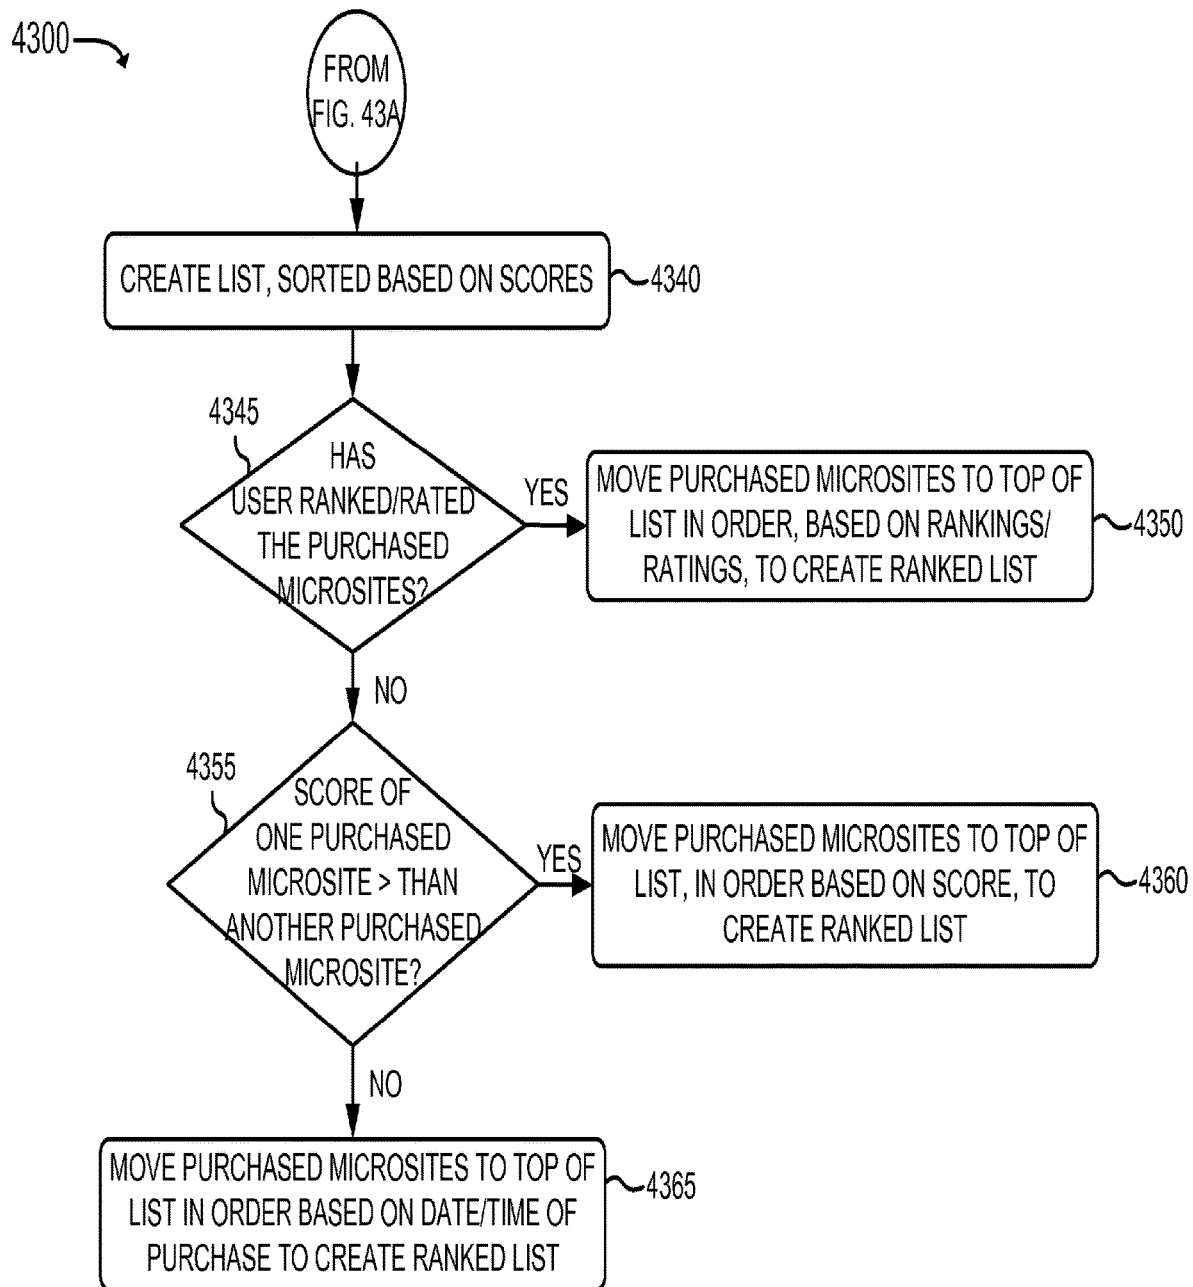 4300
FROM
FIG. 43A
CREATE LIST, SORTED BASED ON SCORES
4340
4345
HAS
USER RANKED/RATED
THE PURCHASED
MICROSITES?
YES
MOVE PURCHASED MICROSITES TO TOP OF
LIST IN ORDER, BASED ON RANKINGS/
RATINGS, TO CREATE RANKED LIST
4350
NO
4355
SCORE OF
ONE PURCHASED
MICROSITE > THAN
ANOTHER PURCHASED
MICROSITE?
YES
MOVE PURCHASED MICROSITES TO TOP OF
LIST, IN ORDER BASED ON SCORE, TO
CREATE RANKED LIST
4360
NO
MOVE PURCHASED MICROSITES TO TOP OF
LIST IN ORDER BASED ON DATE/TIME OF
PURCHASE TO CREATE RANKED LIST
4365